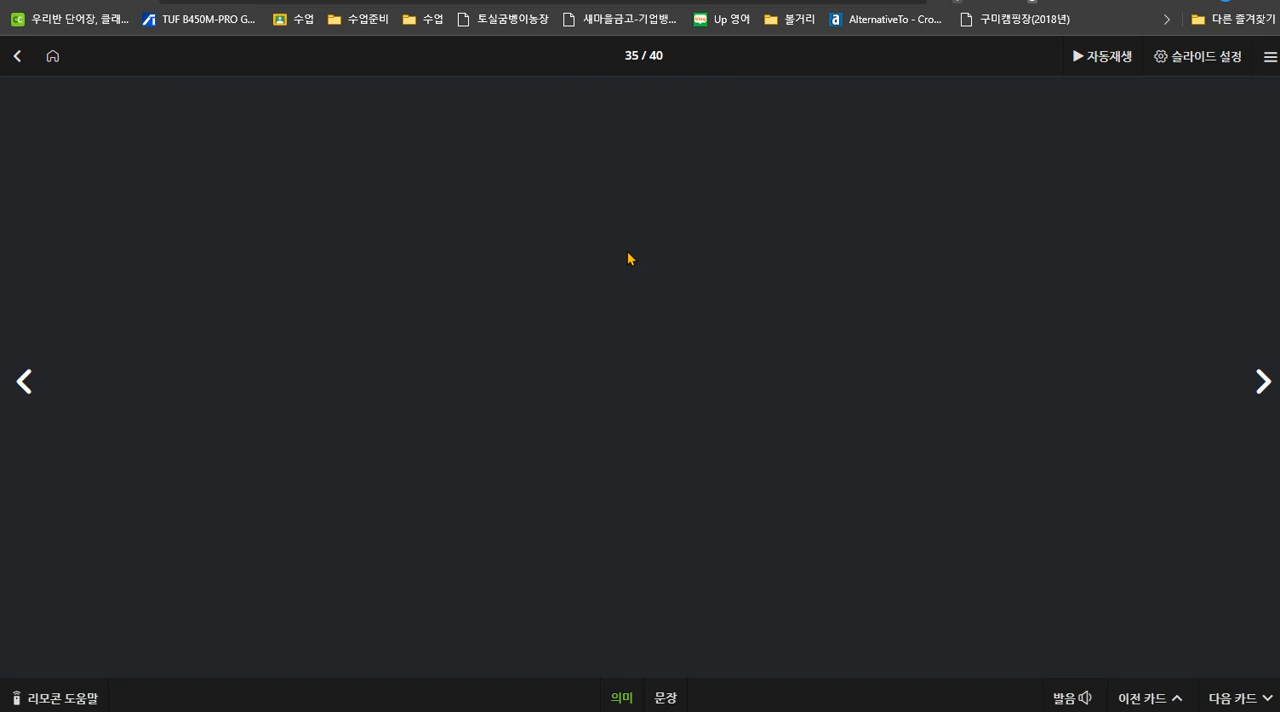 우리반 단어장, 클래... TUF B450M-PRO G... 수업 수업준비 수업 토실굼벵이농장 새마을금고-기업뱅... Up 영어 볼거리 AlternativeTo - Cro... 구미캠핑장(2018년) 다른 즐겨찾기
35 / 40 자동재생 슬라이드 설정
리모콘 도움말 의미 문장 발음 이전 카드 다음 카드